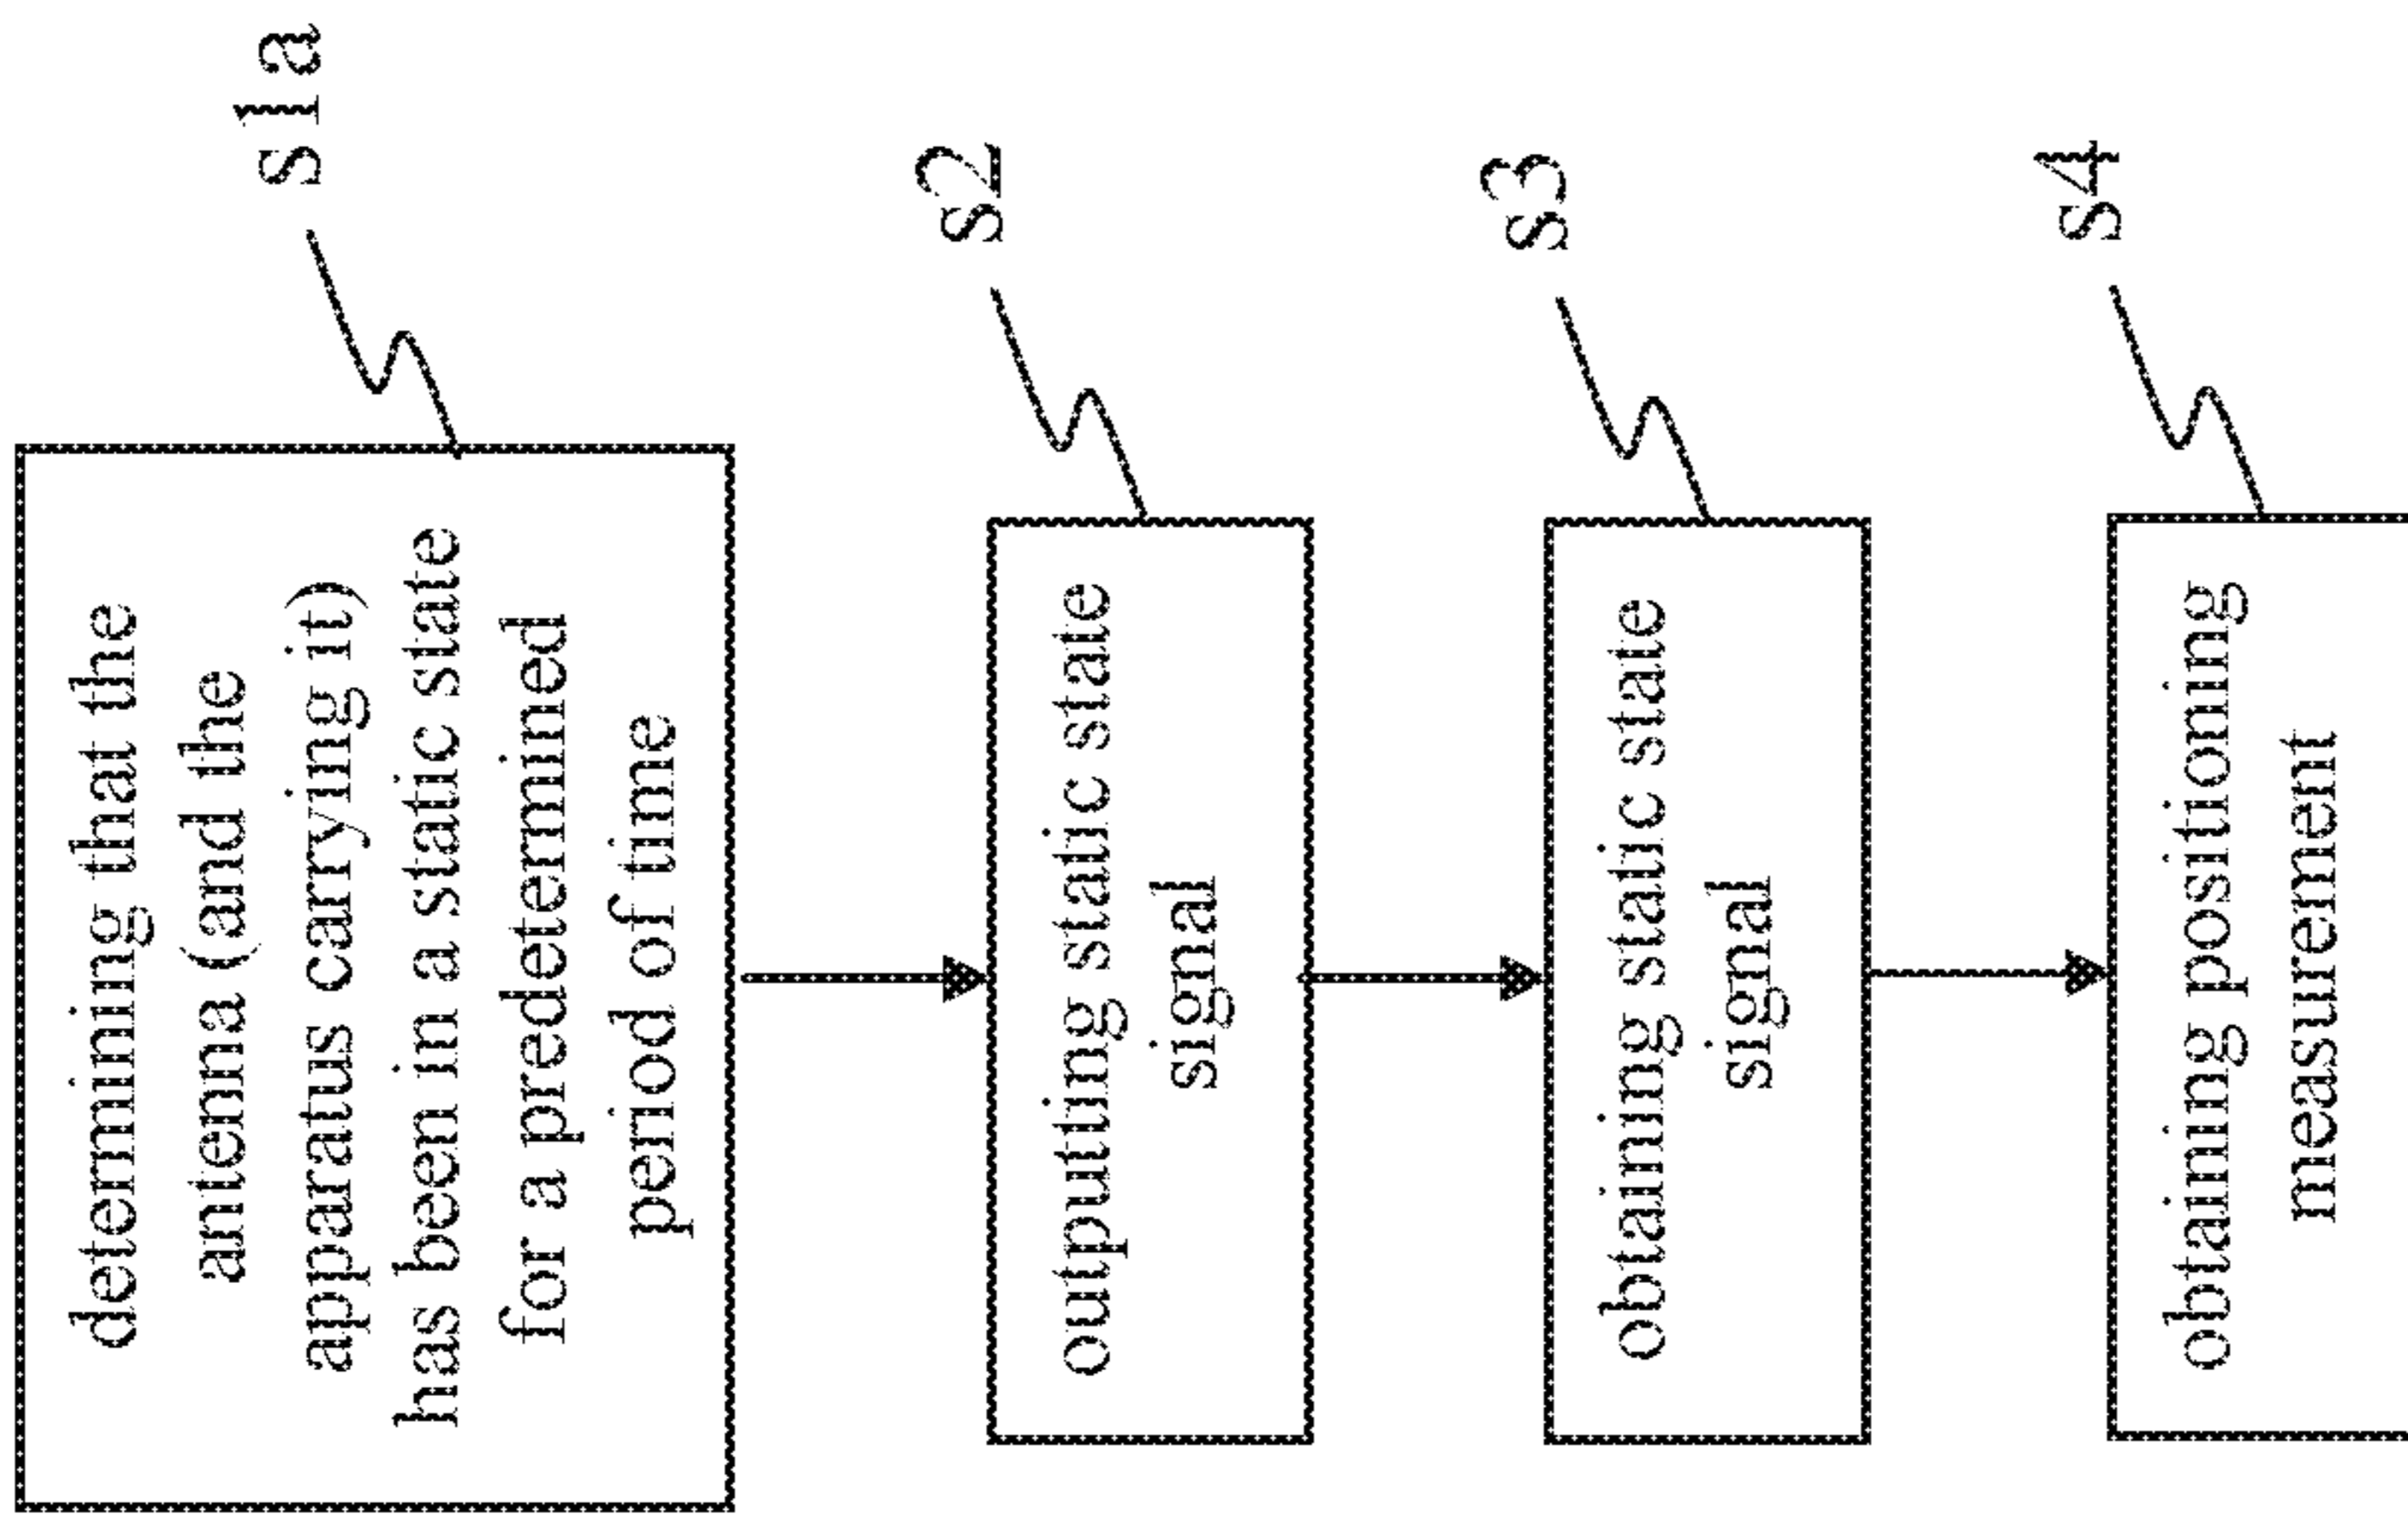 determining that the
antenna (and the
apparatus carrying it)
has been in a static state
for a predetermined
period of time
s1a
outputing static state
signal
s2
obtaining static state
signal
s3
obtaining positioning
measurement
s4